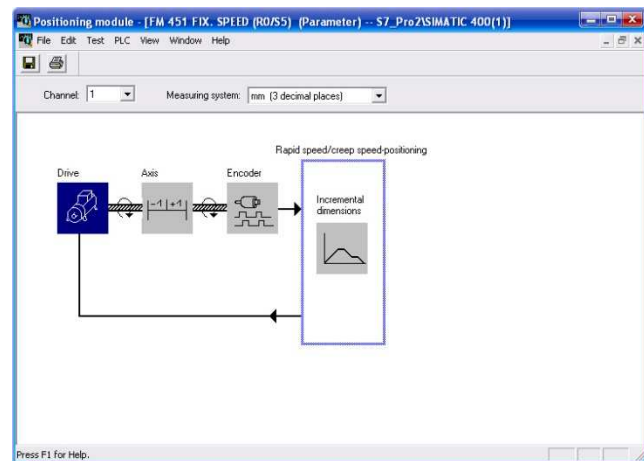 Positioning module - [FM 451 FIX. SPEED (R0/S5) (Parameter) -- S7_Pro2\SIMATIC 400(1)]
File Edit Test PLC View Window Help
Channel: 1 Measuring system: mm (3 decimal places)
Rapid speed/creep speed-positioning
Drive Axis Encoder
Incremental
dimensions
-1 +1
Press F1 for Help.